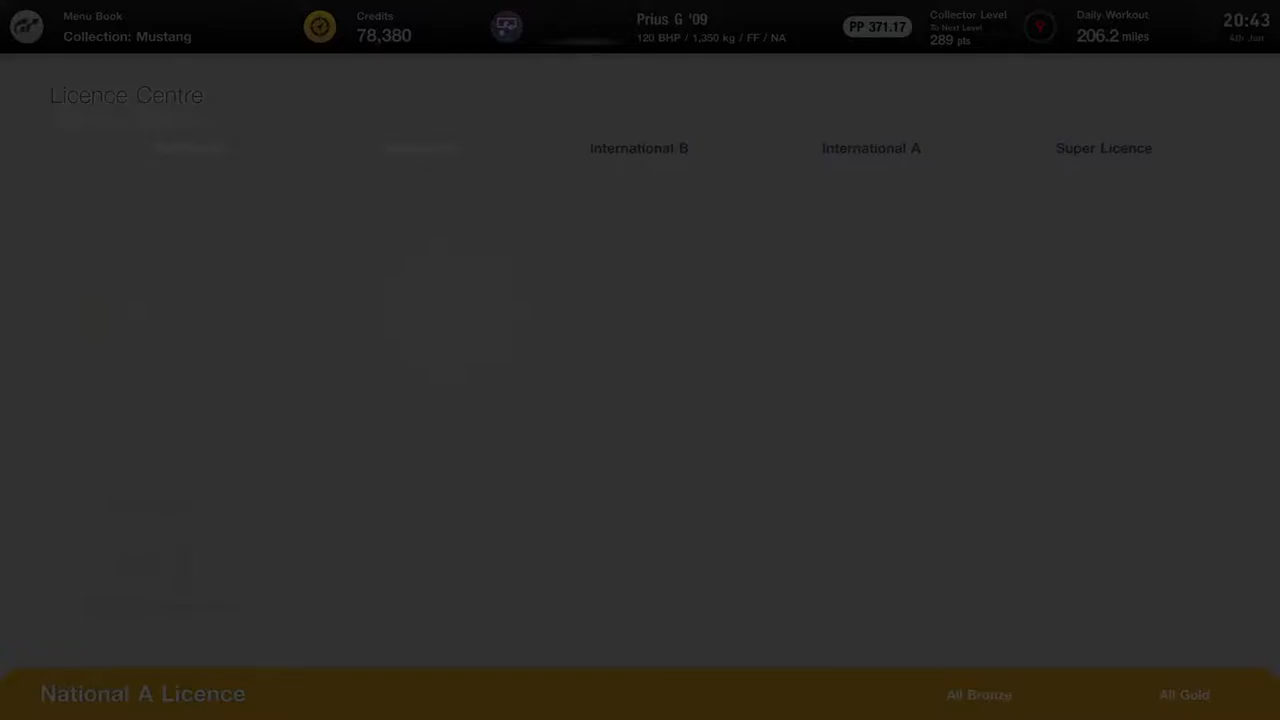 Menu Book
Collection: Mustang
Credits
78,380
Prius G '09
120 BHP / 1,350 kg / FF / NA
PP 371.17
Collector Level
To Next Level
289 pts
Daily Workout
206.2 miles
20:43
4th Jan
Licence Centre
International B
International A
Super Licence
National A Licence
All Bronze
All Gold